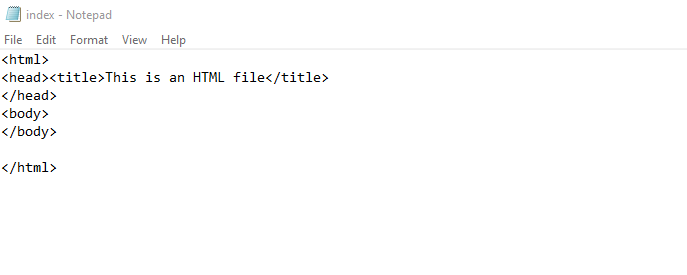 index - Notepad
File Edit Format View Help
<html>
<head><title>This is an HTML file</title>
</head>
<body>
</body>
</html>